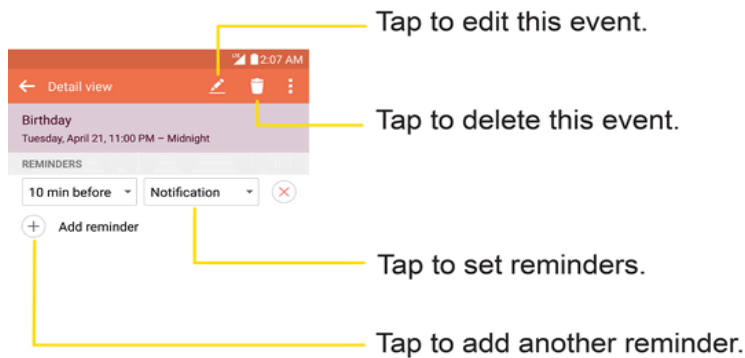 Tap to edit this event.
LTE 2:07 AM
Detail view
Birthday
Tuesday, April 21, 11:00 PM – Midnight
Tap to delete this event.
REMINDERS
10 min before Notification
Add reminder
Tap to set reminders.
Tap to add another reminder.